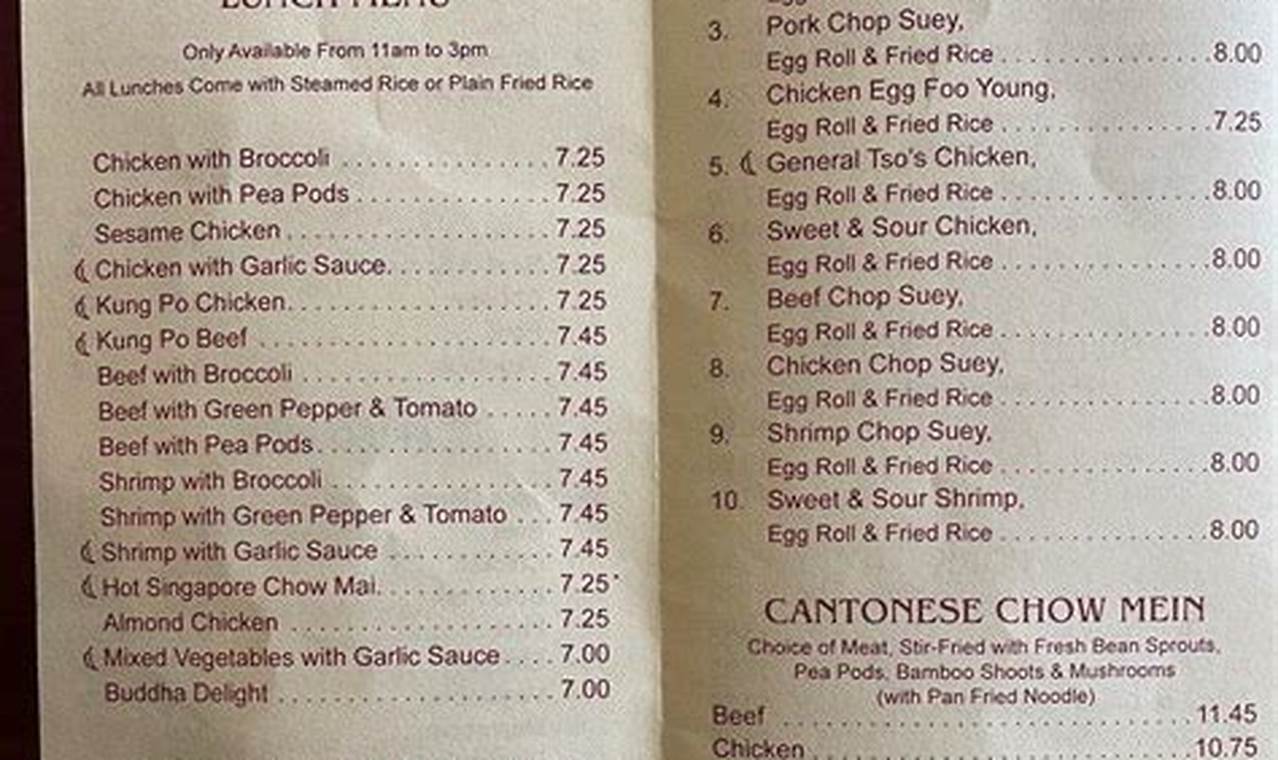 LUNCH MENU
Only Available From 11am to 3pm
All Lunches Come with Steamed Rice or Plain Fried Rice
Chicken with Broccoli . . . . . . . . . . . . . . . 7.25
Chicken with Pea Pods . . . . . . . . . . . . . . 7.25
Sesame Chicken . . . . . . . . . . . . . . . . . . . 7.25
Chicken with Garlic Sauce. . . . . . . . . . . . 7.25
Kung Po Chicken. . . . . . . . . . . . . . . . . . . 7.25
Kung Po Beef . . . . . . . . . . . . . . . . . . . . . 7.45
Beef with Broccoli . . . . . . . . . . . . . . . . . . 7.45
Beef with Green Pepper & Tomato . . . . . 7.45
Beef with Pea Pods. . . . . . . . . . . . . . . . . 7.45
Shrimp with Broccoli . . . . . . . . . . . . . . . . 7.45
Shrimp with Green Pepper & Tomato . . . 7.45
Shrimp with Garlic Sauce . . . . . . . . . . . . 7.45
Hot Singapore Chow Mai. . . . . . . . . . . . . 7.25
Almond Chicken . . . . . . . . . . . . . . . . . . . 7.25
Mixed Vegetables with Garlic Sauce . . . . 7.00
Buddha Delight . . . . . . . . . . . . . . . . . . . . 7.00
3. Pork Chop Suey,
Egg Roll & Fried Rice . . . . . . . . . . . . . . . 8.00
4. Chicken Egg Foo Young,
Egg Roll & Fried Rice . . . . . . . . . . . . . . . 7.25
5. General Tso's Chicken,
Egg Roll & Fried Rice . . . . . . . . . . . . . . . 8.00
6. Sweet & Sour Chicken,
Egg Roll & Fried Rice . . . . . . . . . . . . . . . 8.00
7. Beef Chop Suey,
Egg Roll & Fried Rice . . . . . . . . . . . . . . . 8.00
8. Chicken Chop Suey,
Egg Roll & Fried Rice . . . . . . . . . . . . . . . 8.00
9. Shrimp Chop Suey,
Egg Roll & Fried Rice . . . . . . . . . . . . . . . 8.00
10. Sweet & Sour Shrimp,
Egg Roll & Fried Rice . . . . . . . . . . . . . . . 8.00
CANTONESE CHOW MEIN
Choice of Meat, Stir-Fried with Fresh Bean Sprouts,
Pea Pods, Bamboo Shoots & Mushrooms
(with Pan Fried Noodle)
Beef . . . . . . . . . . . . . . . . . . . . . . . . . . . . . 11.45
Chicken . . . . . . . . . . . . . . . . . . . . . . . . . . 10.75